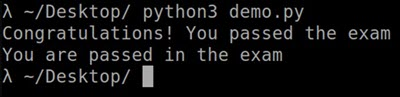 λ ~/Desktop/ python3 demo.py
Congratulations! You passed the exam
You are passed in the exam
λ ~/Desktop/